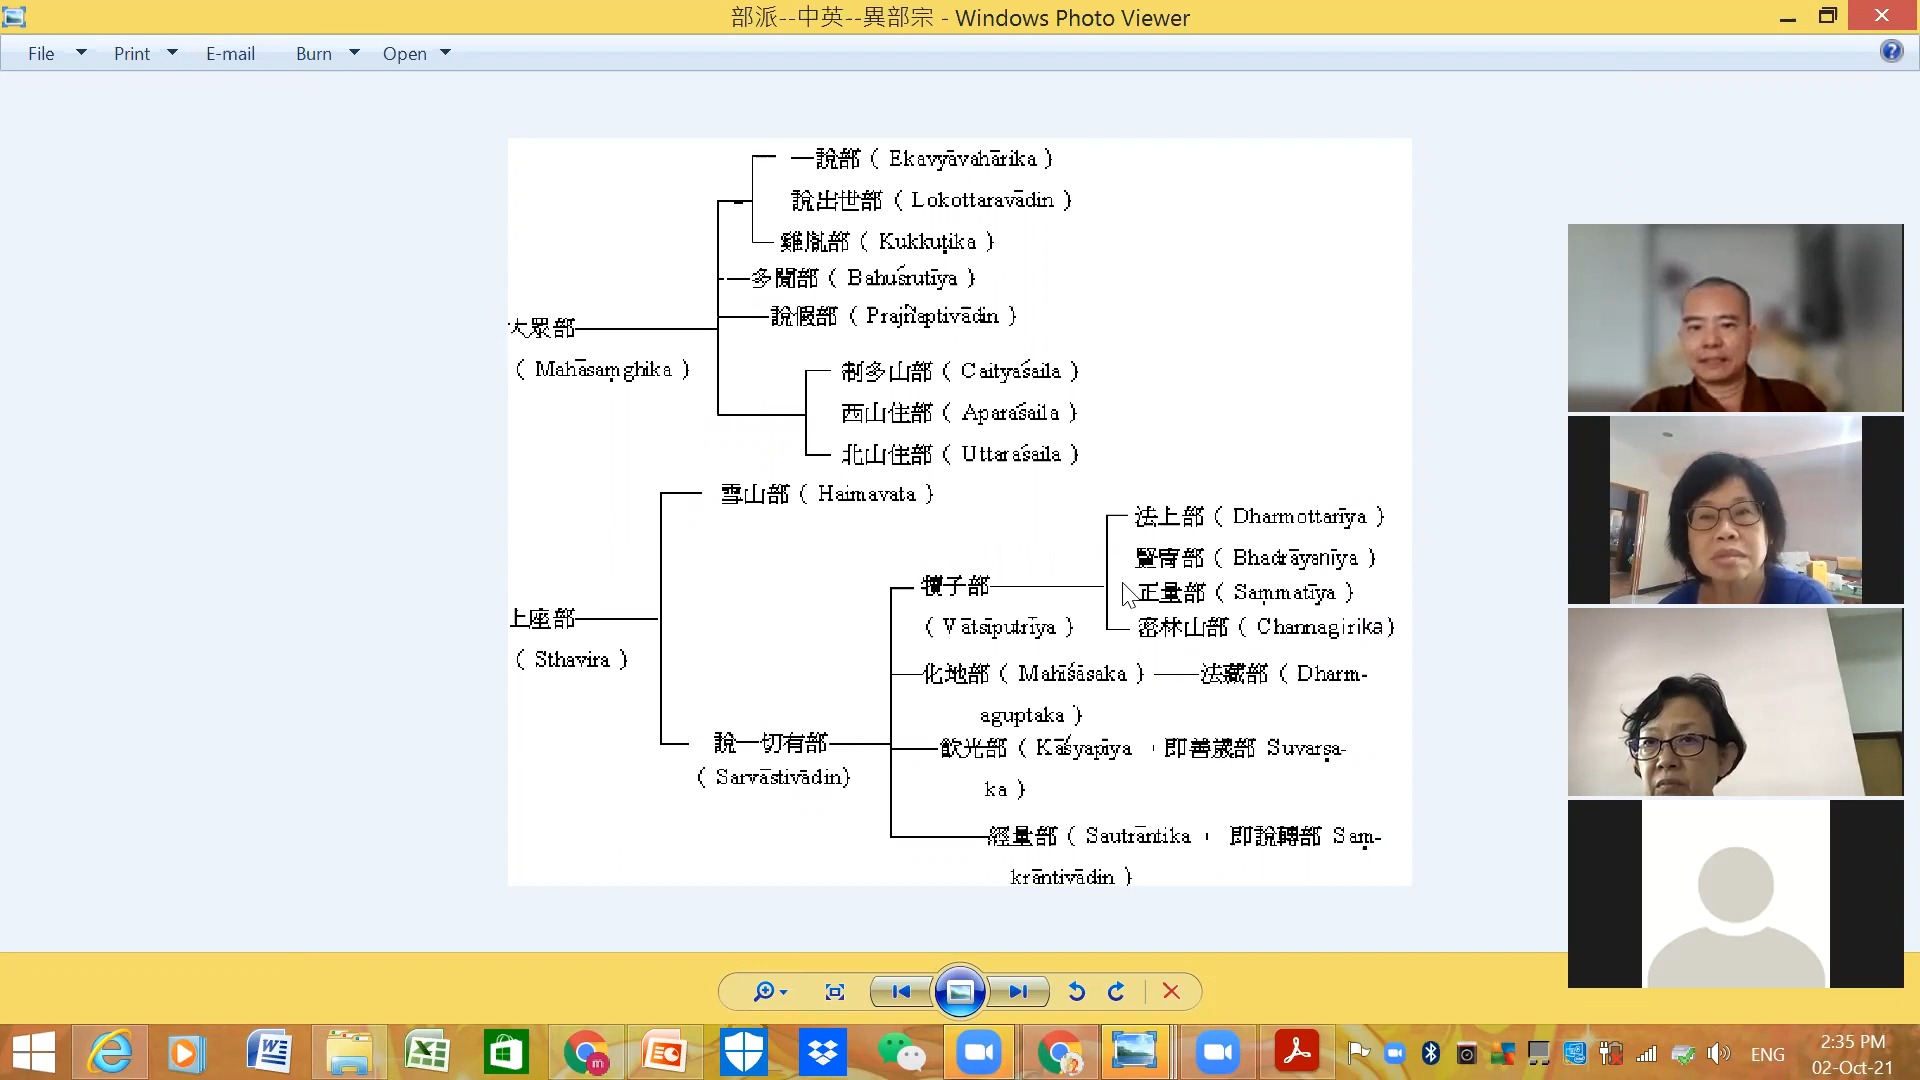 部派--中英--異部宗 - Windows Photo Viewer
File Print E-mail Burn Open
一說部 ( Ekavyāvahārika )
說出世部 ( Lokottaravādin )
雞胤部 ( Kukkuṭika )
多聞部 ( Bahuśrutīya )
說假部 ( Prajñaptivādin )
大眾部
( Mahāsaṃghika )
制多山部 ( Caityaśaila )
西山住部 ( Aparaśaila )
北山住部 ( Uttaraśaila )
雪山部 ( Haimavata )
法上部 ( Dharmottarīya )
賢胄部 ( Bhadrāyanīya )
犢子部
正量部 ( Saṃmatīya )
上座部
( Vātsīputrīya )
密林山部 ( Channagirika)
( Sthavira )
化地部 ( Mahīśāsaka ) 法藏部 ( Dharm-
aguptaka )
說一切有部
( Sarvāstivādin)
飲光部 ( Kāśyapīya , 即善歲部 Suvarṣa-
ka )
經量部 ( Sautrāntika , 即說轉部 Saṃ-
krāntivādin )
ENG
2:35 PM
02-Oct-21